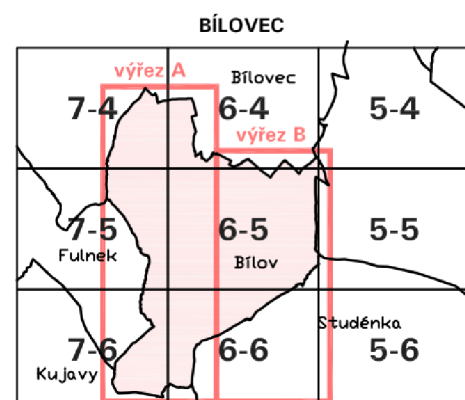 BÍLOVEC
výřez A
Bílovec
7-4 6-4 5-4
výřez B
7-5 6-5 5-5
Fulnek Bílov
Studénka
7-6 6-6 5-6
Kujavy